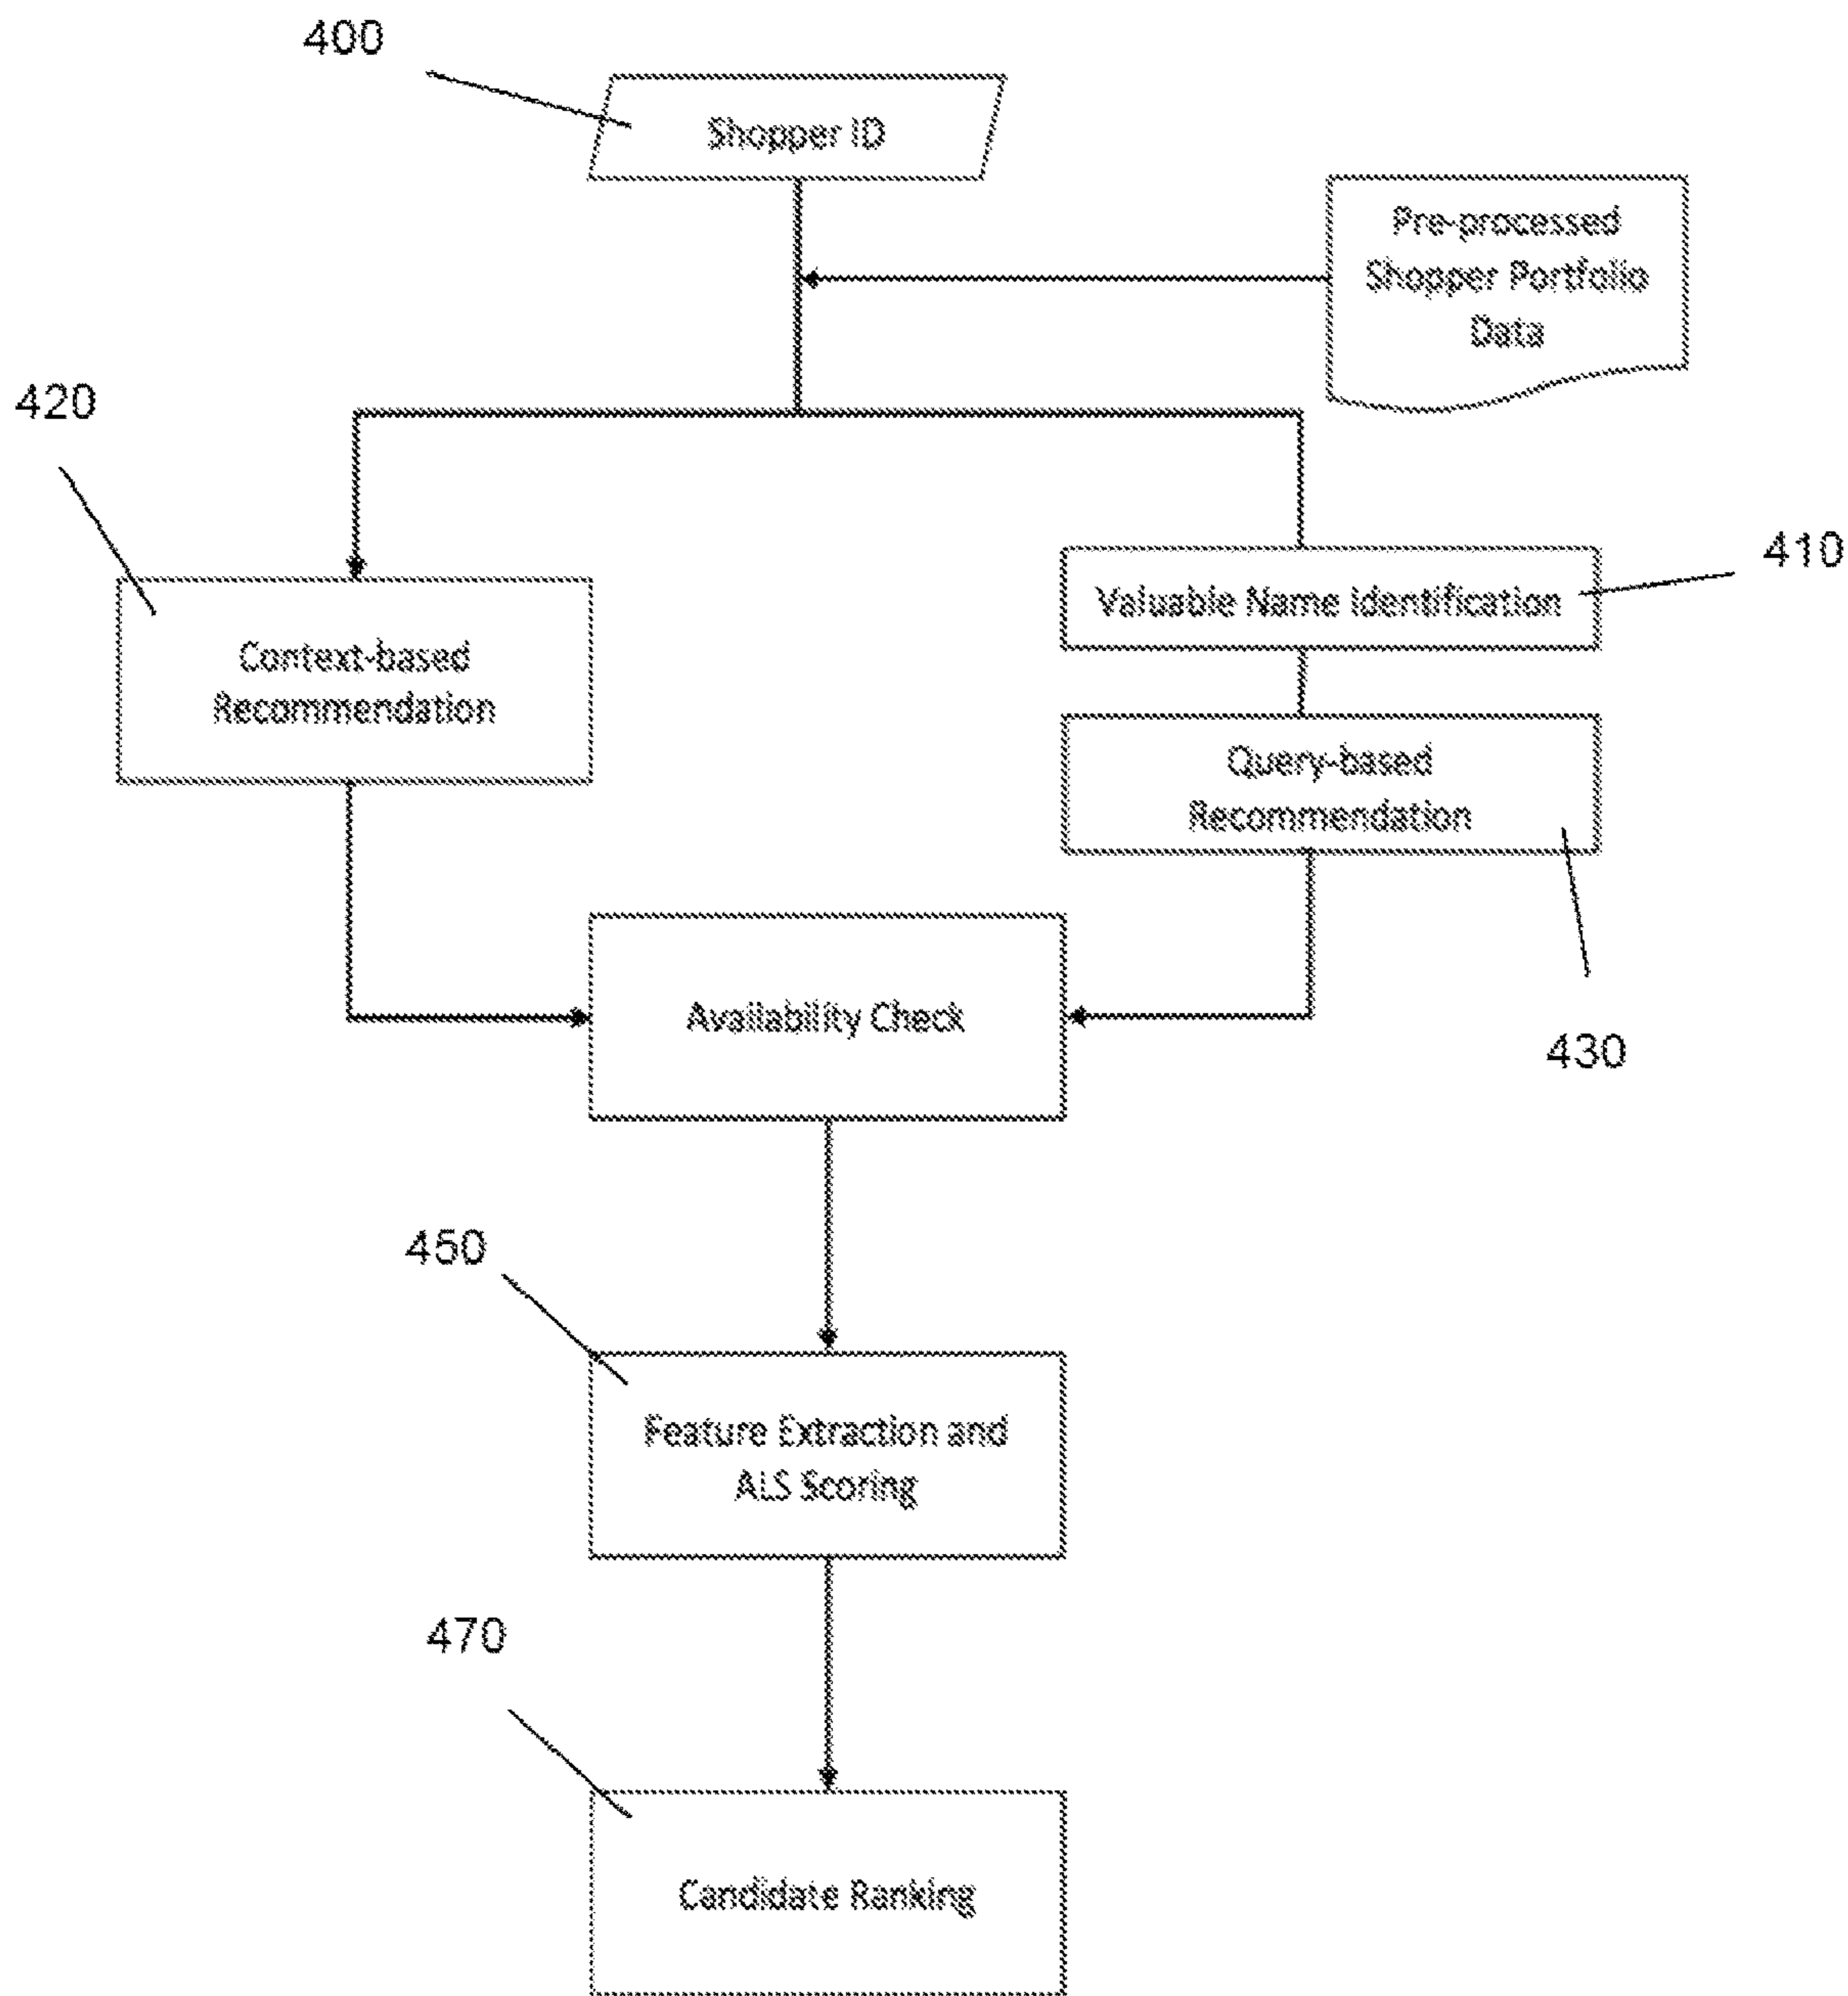 400
Shopper ID
Pre-processed
Shopper Portfolio
Data
420
410
Valuable Name Identification
Context-based
Recommendation
Query-based
Recommendation
Availability Check
430
450
Feature Extraction and
ALS Scoring
470
Candidate Ranking